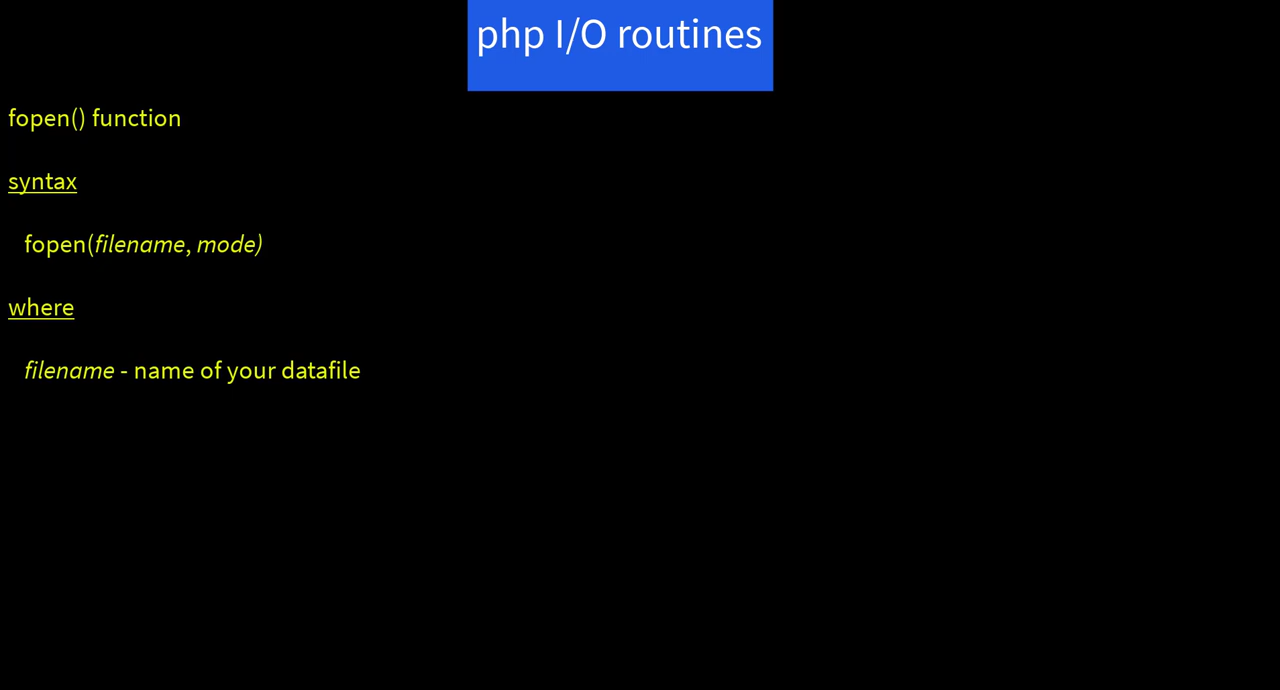 php I/O routines
fopen() function
syntax
fopen(filename, mode)
where
filename - name of your datafile